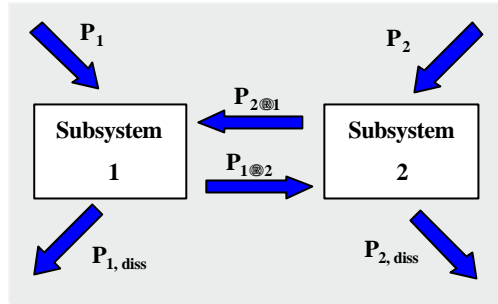 P1
P2
P2®1
Subsystem
1
Subsystem
2
P1®2
P1, diss
P2, diss